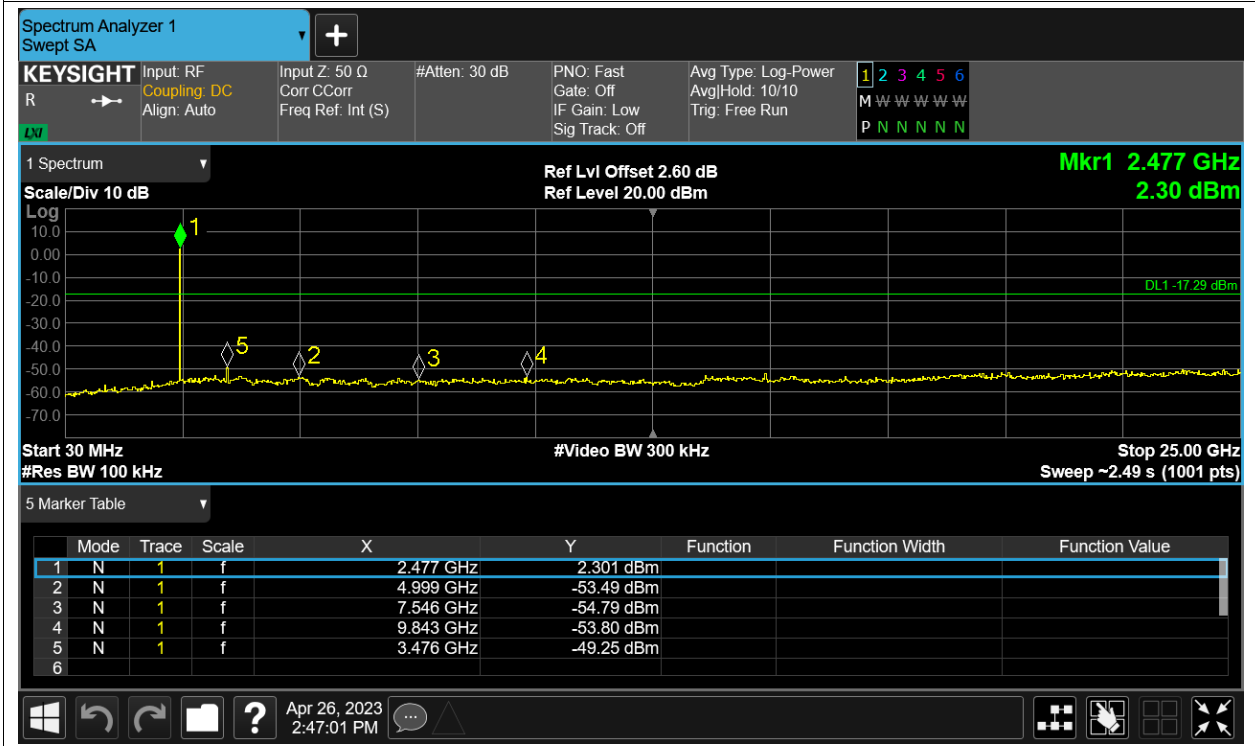 Spectrum Analyzer 1
Swept SA
+
KEYSIGHT
R
LXI
Input: RF
Coupling: DC
Align: Auto
Input Z: 50 Ω
Corr CCorr
Freq Ref: Int (S)
#Atten: 30 dB
PNO: Fast
Gate: Off
IF Gain: Low
Sig Track: Off
Avg Type: Log-Power
Avg|Hold: 10/10
Trig: Free Run
1 2 3 4 5 6
M W W W W W
P N N N N N
1 Spectrum
Scale/Div 10 dB
Ref Lvl Offset 2.60 dB
Ref Level 20.00 dBm
Mkr1 2.477 GHz
2.30 dBm
Log
10.0
0.00
-10.0
-20.0
-30.0
-40.0
-50.0
-60.0
-70.0
1
5
2
3
4
DL1 -17.29 dBm
Start 30 MHz
#Res BW 100 kHz
#Video BW 300 kHz
Stop 25.00 GHz
Sweep ~2.49 s (1001 pts)
5 Marker Table
Mode Trace Scale X Y Function Function Width Function Value
1 N 1 f 2.477 GHz 2.301 dBm
2 N 1 f 4.999 GHz -53.49 dBm
3 N 1 f 7.546 GHz -54.79 dBm
4 N 1 f 9.843 GHz -53.80 dBm
5 N 1 f 3.476 GHz -49.25 dBm
6
?
Apr 26, 2023
2:47:01 PM